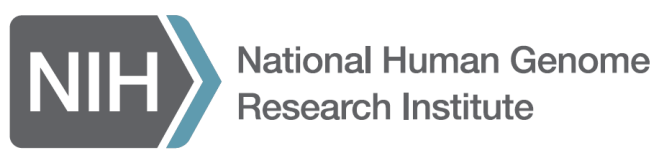 NIH
National Human Genome
Research Institute